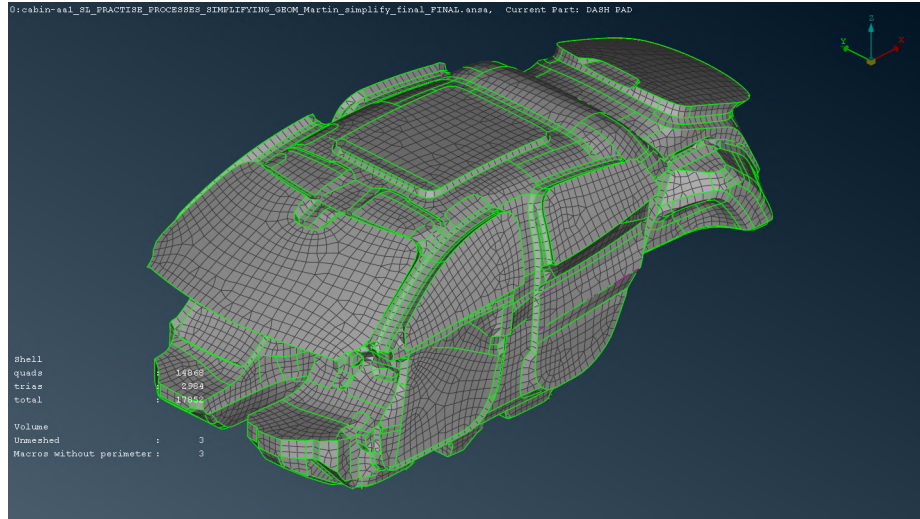 0:cabin-aa1_SL_PRACTISE_PROCESSES_SIMPLIFYING_GEOM_Martin_simplify_final_FINAL.ansa,  Current Part: DASH PAD
Z
Y X
Shell
quads : 14868
trias : 2984
total : 17852
Volume
Unmeshed : 3
Macros without perimeter : 3